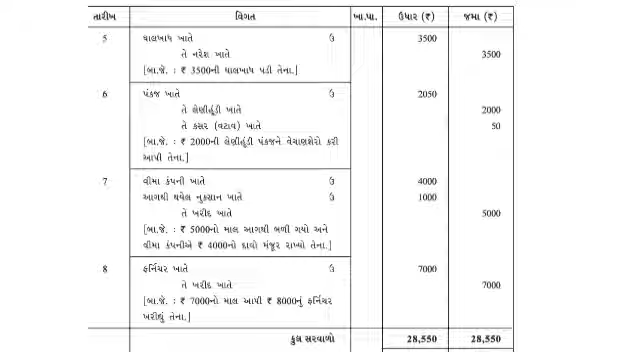 તારીખ વિગત ખા.પા. ઉધાર (₹) જમા (₹)
5 ઘાલખાધ ખાતે ઉ 3500
તે નરેશ ખાતે 3500
[બા.જે. : ₹ 3500ની ઘાલખાધ પડી તેના.]
6 પંકજ ખાતે ઉ 2050
તે લેણીહૂંડી ખાતે 2000
તે કસર (વટાવ) ખાતે 50
[બા.જે. : ₹ 2000ની લેણીહૂંડી પંકજને વેચાણશેરો કરી
આપી તેના.]
7 વીમા કંપની ખાતે ઉ 4000
આગથી થયેલ નુકસાન ખાતે ઉ 1000
તે ખરીદ ખાતે 5000
[બા.જે. : ₹ 5000નો માલ આગથી બળી ગયો અને
વીમા કંપનીએ ₹ 4000નો દાવો મંજૂર રાખ્યો તેના.]
8 ફર્નિચર ખાતે ઉ 7000
તે ખરીદ ખાતે 7000
[બા.જે. : ₹ 7000નો માલ આપી ₹ 8000નું ફર્નિચર
ખરીદ્યું તેના.]
કુલ સરવાળો 28,550 28,550